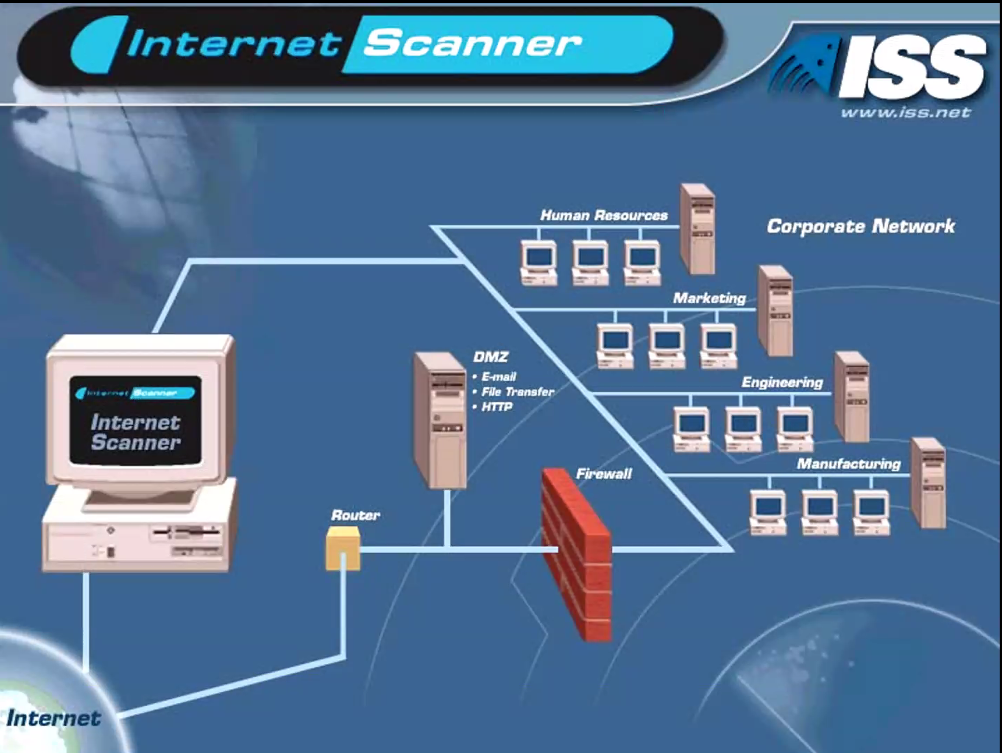 Internet Scanner
ISS
www.iss.net
Human Resources
Corporate Network
Marketing
DMZ
• E-mail
• File Transfer
• HTTP
Engineering
Internet Scanner
Internet
Scanner
Manufacturing
Firewall
Router
Internet